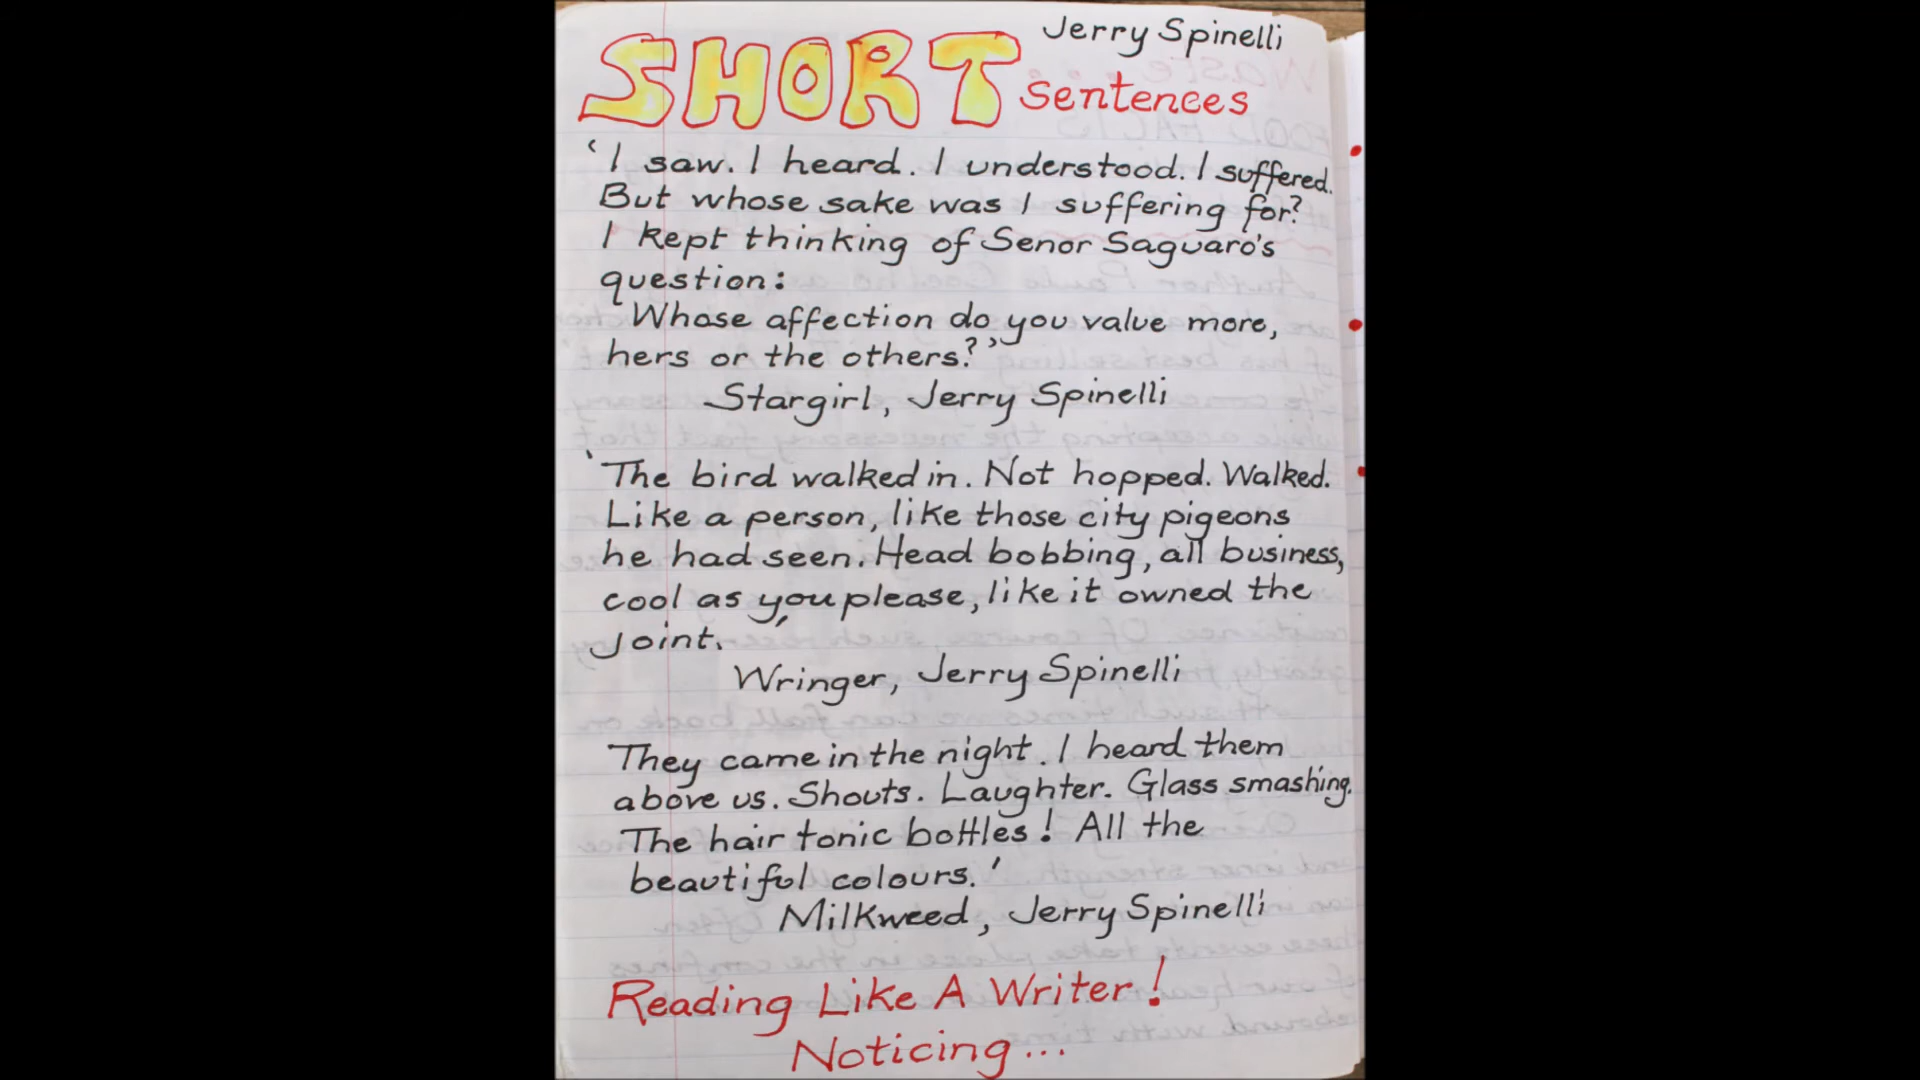 SHORT Jerry Spinelli
sentences
'I saw. I heard. I understood. I suffered.
But whose sake was I suffering for?
I kept thinking of Senor Saguaro's
question:
Whose affection do you value more,
hers or the others?'
Stargirl, Jerry Spinelli
'The bird walked in. Not hopped. Walked.
Like a person, like those city pigeons
he had seen. Head bobbing, all business,
cool as you please, like it owned the
joint.'
Wringer, Jerry Spinelli
They came in the night. I heard them
above us. Shouts. Laughter. Glass smashing.
The hair tonic bottles! All the
beautiful colours.'
Milkweed, Jerry Spinelli
Reading Like A Writer!
Noticing...